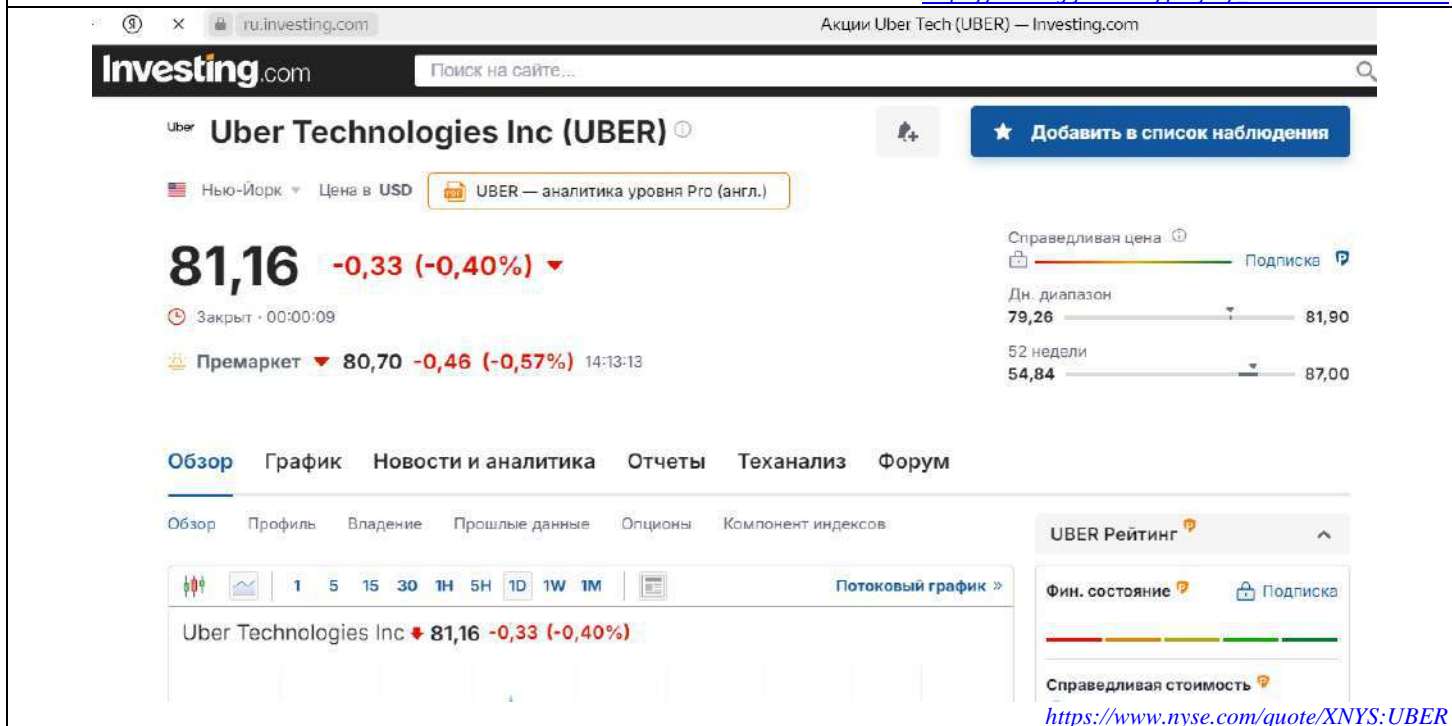 ru.investing.com
Акции Uber Tech (UBER) — Investing.com
Investing.com
Поиск на сайте...
Uber Uber Technologies Inc (UBER)
Добавить в список наблюдения
Нью-Йорк Цена в USD UBER — аналитика уровня Pro (англ.)
81,16 -0,33 (-0,40%)
Закрыт · 00:00:09
Премаркет 80,70 -0,46 (-0,57%) 14:13:13
Справедливая цена
Подписка
Дн. диапазон
79,26 81,90
52 недели
54,84 87,00
Обзор График Новости и аналитика Отчеты Теханализ Форум
Обзор Профиль Владение Прошлые данные Опционы Компонент индексов
UBER Рейтинг
1 5 15 30 1H 5H 1D 1W 1M Потоковый график »
Фин. состояние Подписка
Uber Technologies Inc 81,16 -0,33 (-0,40%)
Справедливая стоимость
https://www.nyse.com/quote/XNYS:UBER